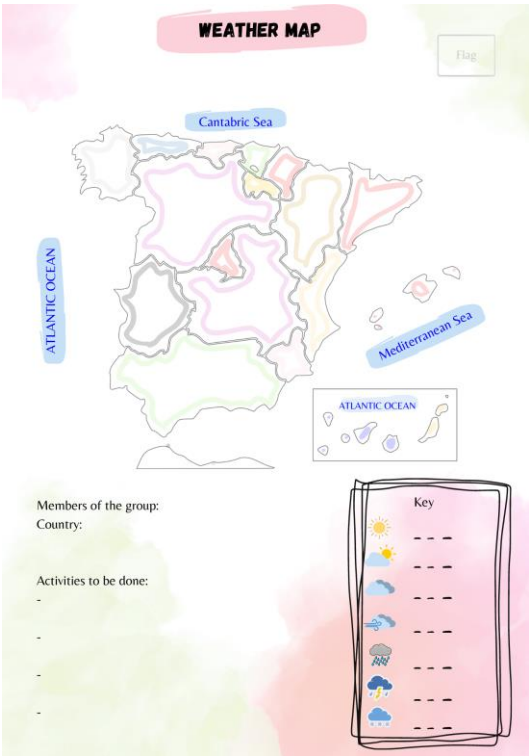 WEATHER MAP
Flag
Cantabric Sea
ATLANTIC OCEAN
Mediterranean Sea
ATLANTIC OCEAN
Members of the group:
Country:
Activities to be done:
-
-
-
-
Key
- - -
- - -
- - -
- - -
- - -
- - -
- - -